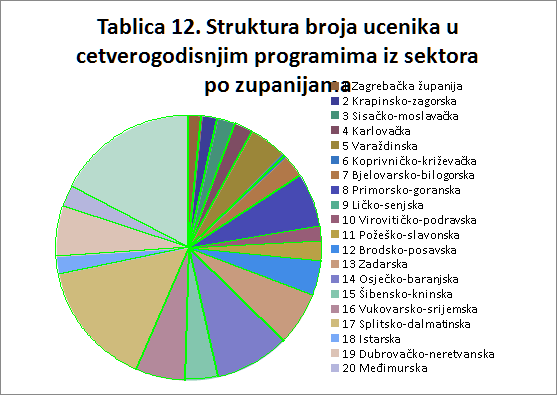 Tablica 12. Struktura broja ucenika u
cetverogodisnjim programima iz sektora
po zupanijama
1 Zagrebačka županija
2 Krapinsko-zagorska
3 Sisačko-moslavačka
4 Karlovačka
5 Varaždinska
6 Koprivničko-križevačka
7 Bjelovarsko-bilogorska
8 Primorsko-goranska
9 Ličko-senjska
10 Virovitičko-podravska
11 Požeško-slavonska
12 Brodsko-posavska
13 Zadarska
14 Osječko-baranjska
15 Šibensko-kninska
16 Vukovarsko-srijemska
17 Splitsko-dalmatinska
18 Istarska
19 Dubrovačko-neretvanska
20 Međimurska